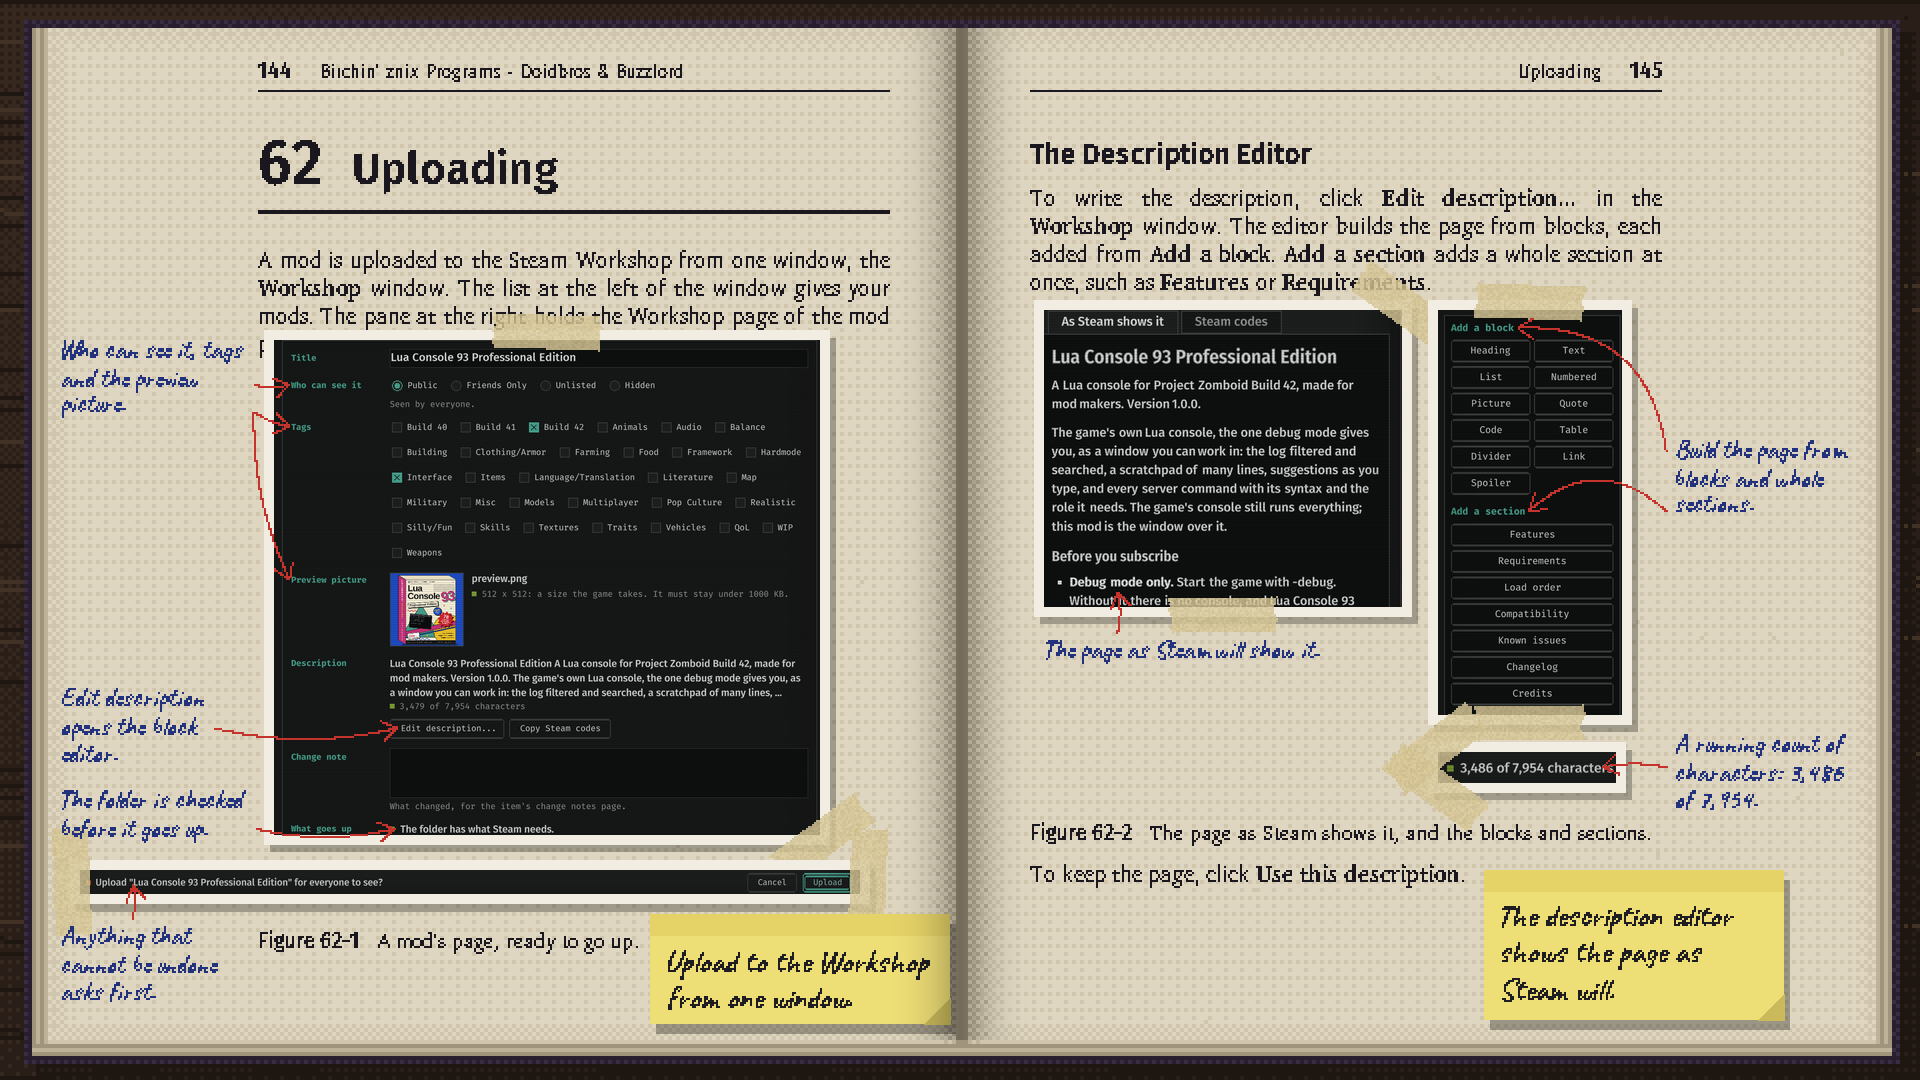 144 Birchin' znix Programs - Doidbros & Buzzlord
62 Uploading
A mod is uploaded to the Steam Workshop from one window, the
Workshop window. The list at the left of the window gives your
mods. The pane at the right holds the Workshop page of the mod
Who can see it, tags
and the preview
picture.
Title
Lua Console 93 Professional Edition
Who can see it
Public Friends Only Unlisted Hidden
Seen by everyone.
Tags
Build 40 Build 41 Build 42 Animals Audio Balance
Building Clothing/Armor Farming Food Framework Hardmode
Interface Items Language/Translation Literature Map
Military Misc Models Multiplayer Pop Culture Realistic
Silly/Fun Skills Textures Traits Vehicles QoL WIP
Weapons
Preview picture
Lua
Console 93
preview.png
512 x 512: a size the game takes. It must stay under 1000 KB.
Description
Lua Console 93 Professional Edition A Lua console for Project Zomboid Build 42, made for
mod makers. Version 1.0.0. The game's own Lua console, the one debug mode gives you, as
a window you can work in: the log filtered and searched, a scratchpad of many lines, ...
3,479 of 7,954 characters
Edit description... Copy Steam codes
Change note
What changed, for the item's change notes page.
What goes up
The folder has what Steam needs.
Edit description
opens the block
editor.
The folder is checked
before it goes up.
Upload "Lua Console 93 Professional Edition" for everyone to see?
Cancel Upload
Anything that
cannot be undone
asks first.
Figure 62-1 A mod's page, ready to go up.
Upload to the Workshop
from one window.
Uploading 145
The Description Editor
To write the description, click Edit description... in the
Workshop window. The editor builds the page from blocks, each
added from Add a block. Add a section adds a whole section at
once, such as Features or Requirements.
As Steam shows it Steam codes
Lua Console 93 Professional Edition
A Lua console for Project Zomboid Build 42, made for
mod makers. Version 1.0.0.
The game's own Lua console, the one debug mode gives
you, as a window you can work in: the log filtered and
searched, a scratchpad of many lines, suggestions as you
type, and every server command with its syntax and the
role it needs. The game's console still runs everything;
this mod is the window over it.
Before you subscribe
Debug mode only. Start the game with -debug.
Without it there is no console, and Lua Console 93
The page as Steam will show it.
Add a block
Heading Text
List Numbered
Picture Quote
Code Table
Divider Link
Spoiler
Add a section
Features
Requirements
Load order
Compatibility
Known issues
Changelog
Credits
Build the page from
blocks and whole
sections.
3,486 of 7,954 characters
A running count of
characters: 3,486
of 7,954.
Figure 62-2 The page as Steam shows it, and the blocks and sections.
To keep the page, click Use this description.
The description editor
shows the page as
Steam will.